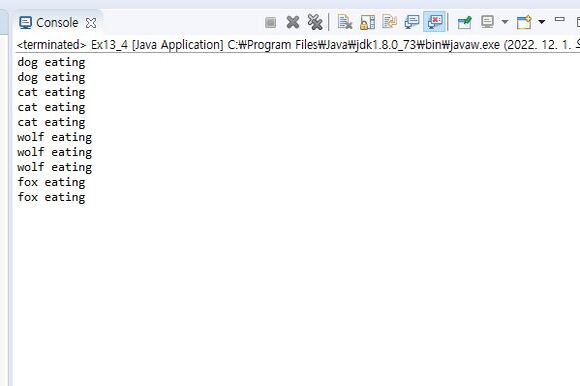 Console
<terminated> Ex13_4 [Java Application] C:₩Program Files₩Java₩jdk1.8.0_73₩bin₩javaw.exe (2022. 12. 1.
dog eating
dog eating
cat eating
cat eating
cat eating
wolf eating
wolf eating
wolf eating
fox eating
fox eating